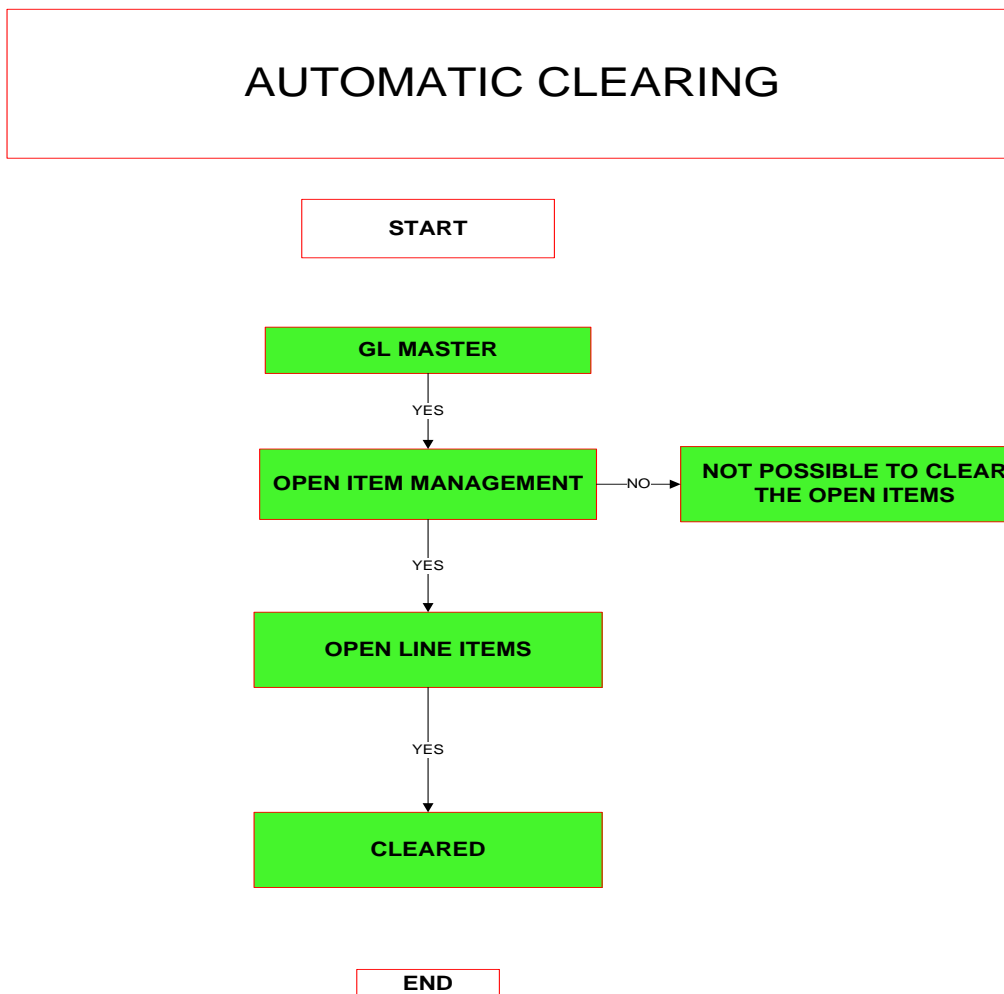 AUTOMATIC CLEARING
START
GL MASTER
YES
OPEN ITEM MANAGEMENT
NO
NOT POSSIBLE TO CLEAR
THE OPEN ITEMS
YES
OPEN LINE ITEMS
YES
CLEARED
END